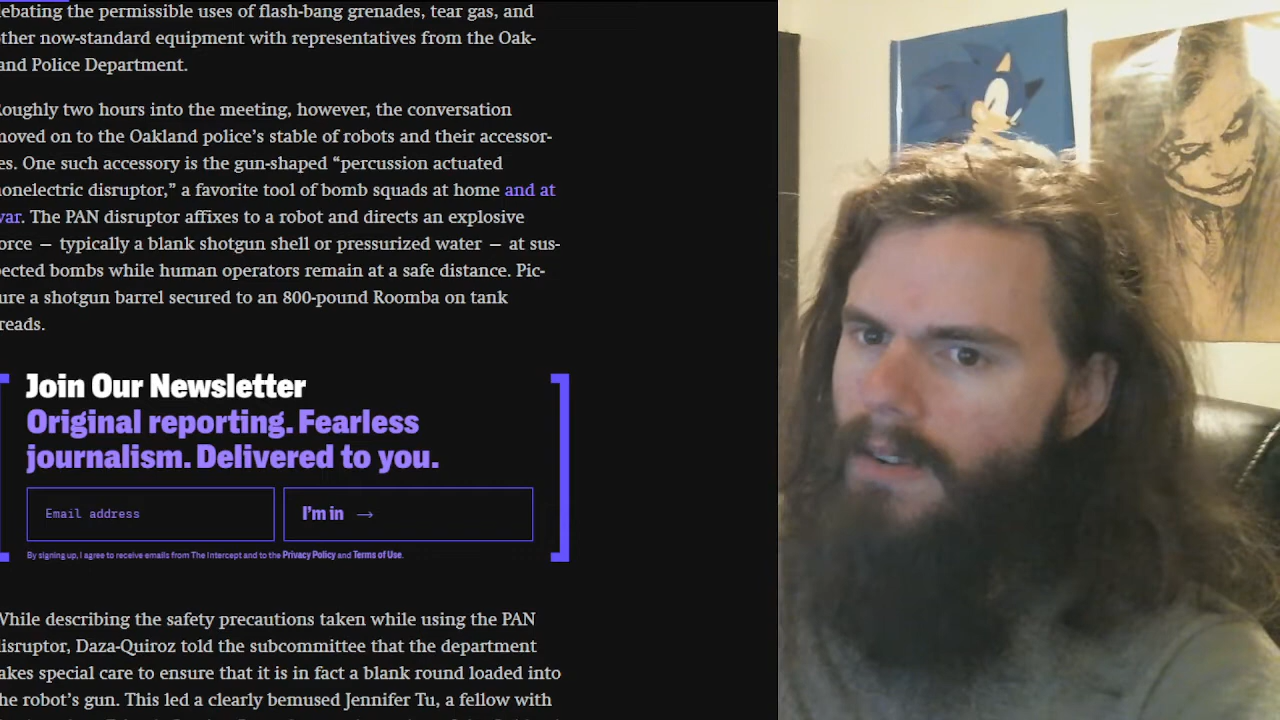 lebating the permissible uses of flash-bang grenades, tear gas, and
other now-standard equipment with representatives from the Oak-
and Police Department.
Roughly two hours into the meeting, however, the conversation
moved on to the Oakland police’s stable of robots and their accessor-
es. One such accessory is the gun-shaped “percussion actuated
nonelectric disruptor,” a favorite tool of bomb squads at home and at
war. The PAN disruptor affixes to a robot and directs an explosive
orce — typically a blank shotgun shell or pressurized water — at sus-
pected bombs while human operators remain at a safe distance. Pic-
ure a shotgun barrel secured to an 800-pound Roomba on tank
reads.
Join Our Newsletter
Original reporting. Fearless
journalism. Delivered to you.
Email address
I’m in →
By signing up, I agree to receive emails from The Intercept and to the Privacy Policy and Terms of Use.
While describing the safety precautions taken while using the PAN
disruptor, Daza-Quiroz told the subcommittee that the department
akes special care to ensure that it is in fact a blank round loaded into
he robot’s gun. This led a clearly bemused Jennifer Tu, a fellow with